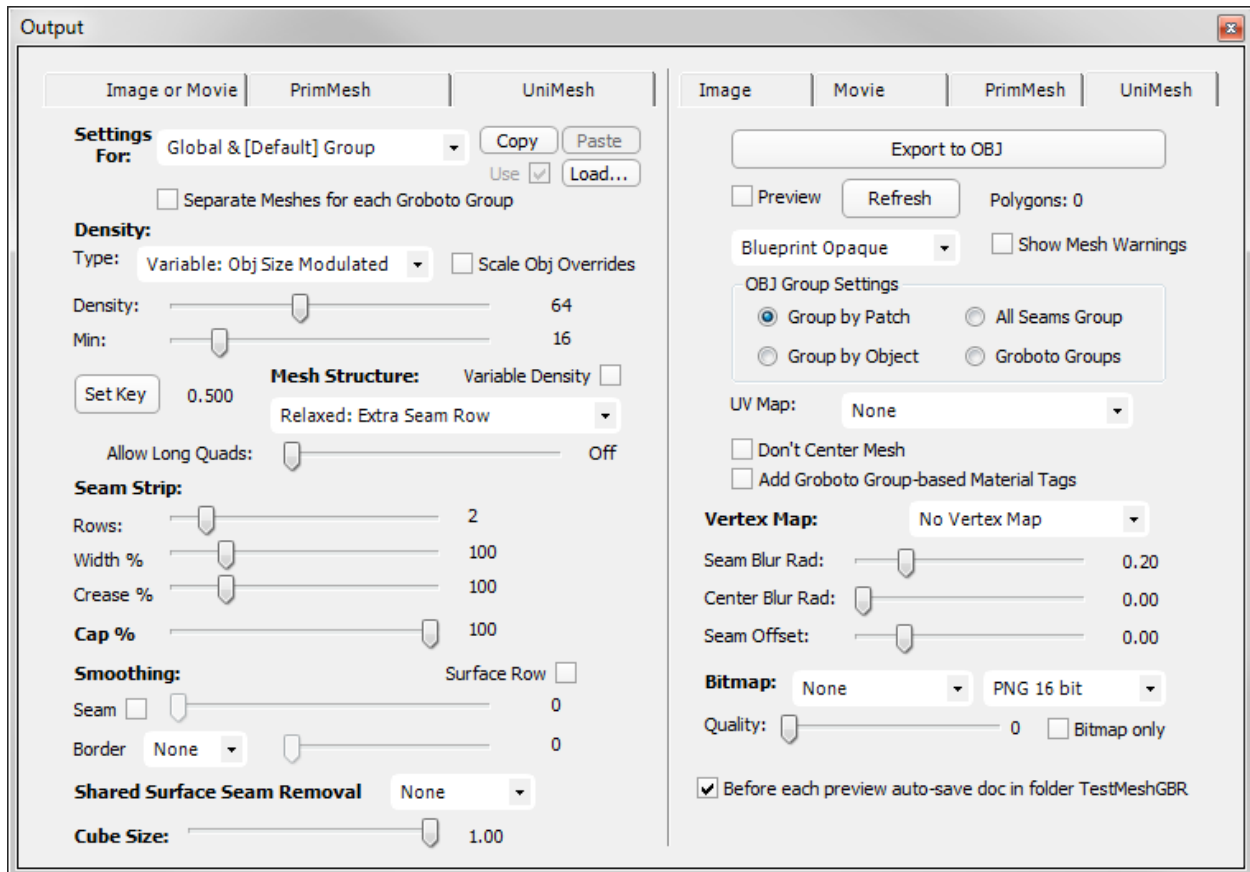 Output
Image or Movie PrimMesh UniMesh
Settings For: Global & [Default] Group Copy Paste
Use Load...
Separate Meshes for each Groboto Group
Density:
Type: Variable: Obj Size Modulated Scale Obj Overrides
Density: 64
Min: 16
Set Key 0.500 Mesh Structure: Variable Density
Relaxed: Extra Seam Row
Allow Long Quads: Off
Seam Strip:
Rows: 2
Width % 100
Crease % 100
Cap % 100
Smoothing: Surface Row
Seam 0
Border None 0
Shared Surface Seam Removal None
Cube Size: 1.00
Image Movie PrimMesh UniMesh
Export to OBJ
Preview Refresh Polygons: 0
Blueprint Opaque Show Mesh Warnings
OBJ Group Settings
Group by Patch All Seams Group
Group by Object Groboto Groups
UV Map: None
Don't Center Mesh
Add Groboto Group-based Material Tags
Vertex Map: No Vertex Map
Seam Blur Rad: 0.20
Center Blur Rad: 0.00
Seam Offset: 0.00
Bitmap: None PNG 16 bit
Quality: 0 Bitmap only
Before each preview auto-save doc in folder TestMeshGBR